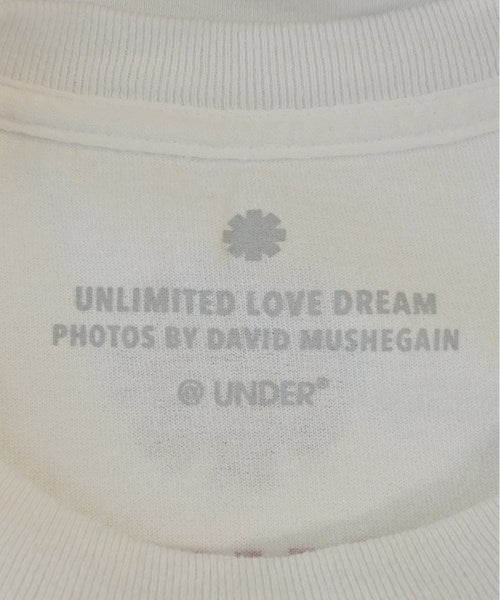 UNLIMITED LOVE DREAM
PHOTOS BY DAVID MUSHEGAIN
@ UNDER®